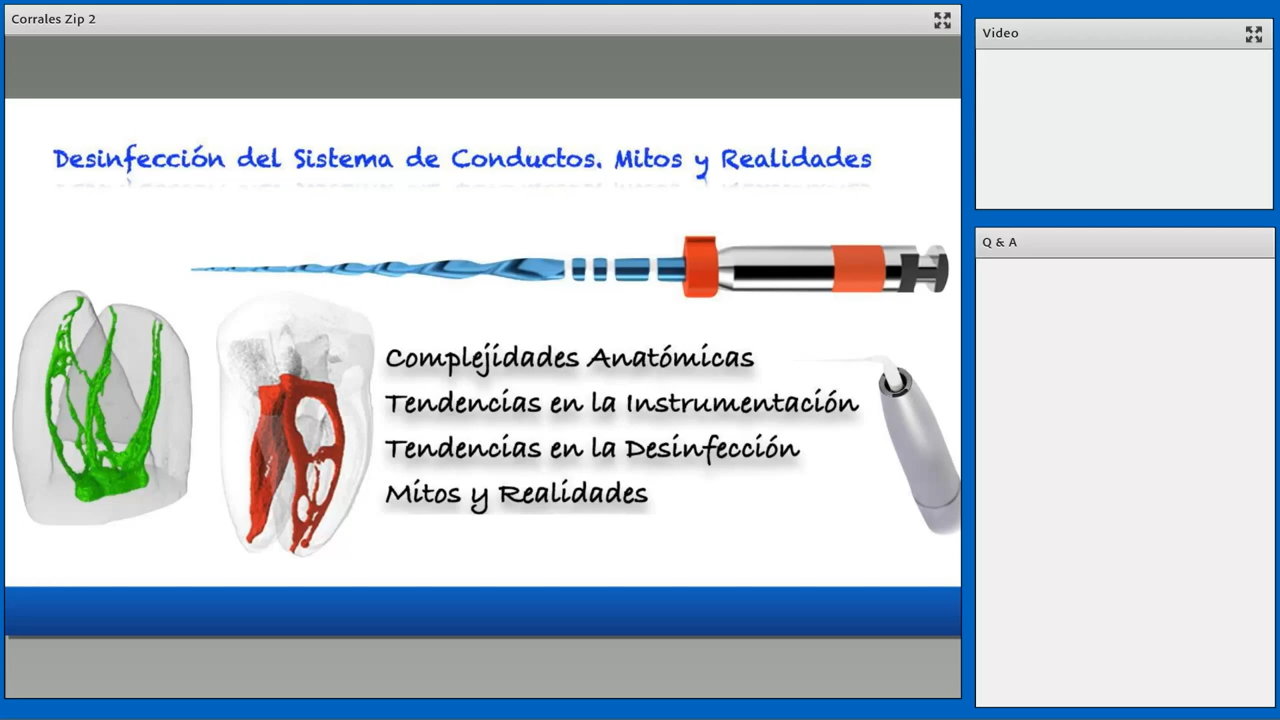 Corrales Zip 2
Video
Q & A
Desinfección del Sistema de Conductos. Mitos y Realidades
Complejidades Anatómicas
Tendencias en la Instrumentación
Tendencias en la Desinfección
Mitos y Realidades